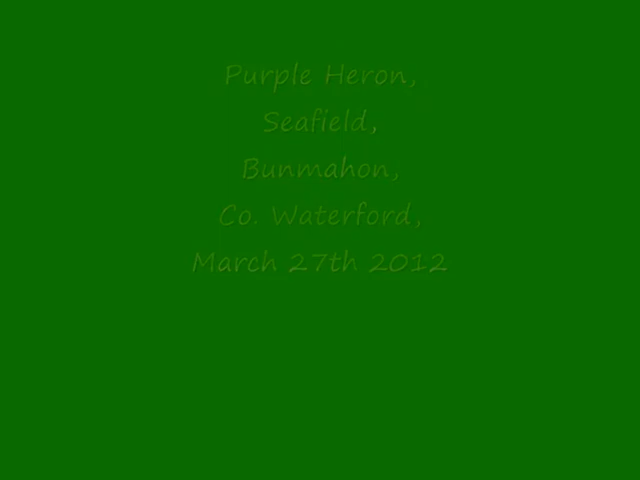 Purple Heron,
Seafield,
Bunmahon,
Co. Waterford,
March 27th 2012